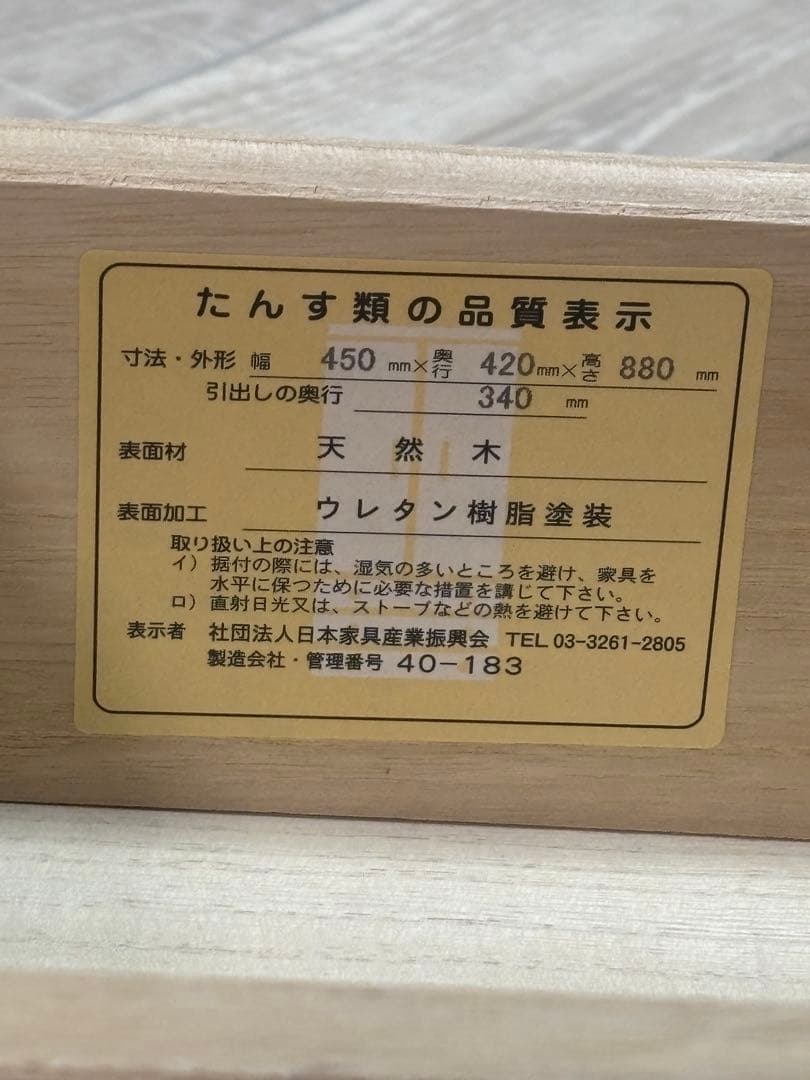 たんす類の品質表示
寸法・外形 幅 450 mm×奥行 420mm×高さ 880 mm
引出しの奥行 340 mm
表面材 天然木
表面加工 ウレタン樹脂塗装
取り扱い上の注意
イ）据付の際には、湿気の多いところを避け、家具を
水平に保つために必要な措置を講じて下さい。
ロ）直射日光又は、ストーブなどの熱を避けて下さい。
表示者 社団法人日本家具産業振興会 TEL 03-3261-2805
製造会社・管理番号 40-183